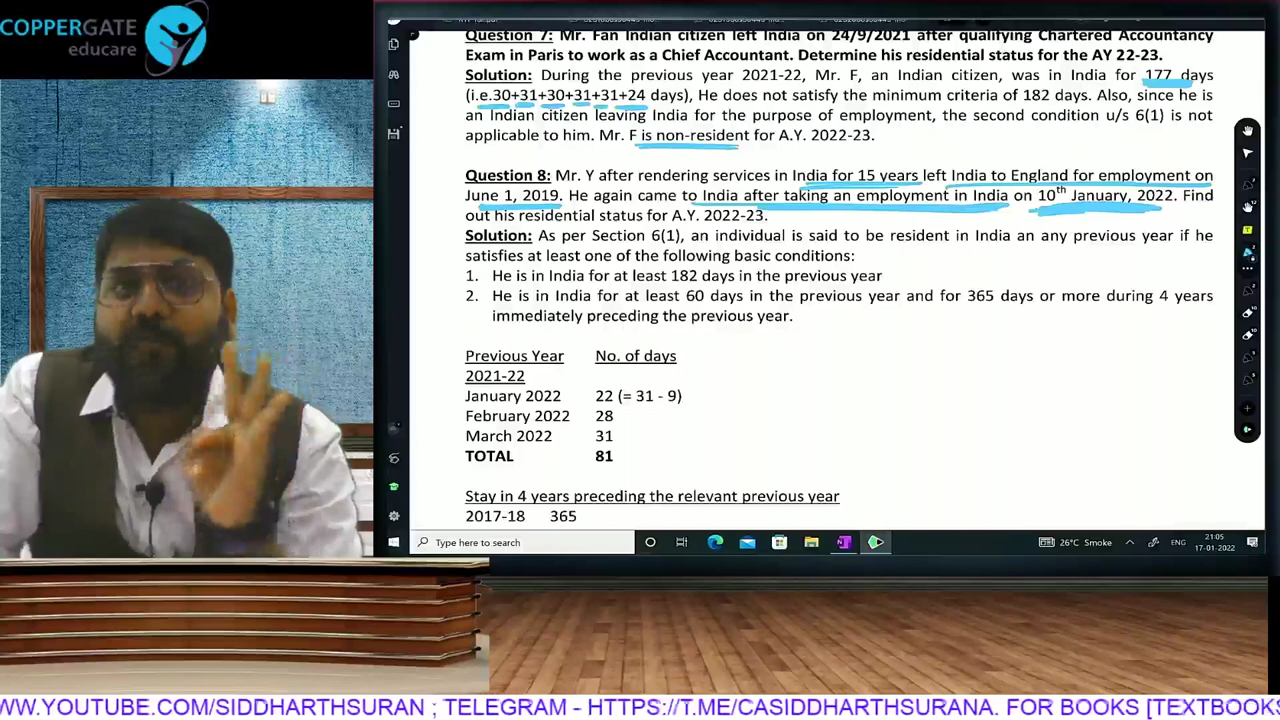 COPPERGATE
educare
Question 7: Mr. Fan Indian citizen left India on 24/9/2021 after qualifying Chartered Accountancy
Exam in Paris to work as a Chief Accountant. Determine his residential status for the AY 22-23.
Solution: During the previous year 2021-22, Mr. F, an Indian citizen, was in India for 177 days
(i.e.30+31+30+31+31+24 days), He does not satisfy the minimum criteria of 182 days. Also, since he is
an Indian citizen leaving India for the purpose of employment, the second condition u/s 6(1) is not
applicable to him. Mr. F is non-resident for A.Y. 2022-23.
Question 8: Mr. Y after rendering services in India for 15 years left India to England for employment on
June 1, 2019. He again came to India after taking an employment in India on 10th January, 2022. Find
out his residential status for A.Y. 2022-23.
Solution: As per Section 6(1), an individual is said to be resident in India an any previous year if he
satisfies at least one of the following basic conditions:
1. He is in India for at least 182 days in the previous year
2. He is in India for at least 60 days in the previous year and for 365 days or more during 4 years
immediately preceding the previous year.
Previous Year No. of days
2021-22
January 2022 22 (= 31 - 9)
February 2022 28
March 2022 31
TOTAL 81
Stay in 4 years preceding the relevant previous year
2017-18 365
Type here to search
26°C Smoke
ENG
21:05
17-01-2022
WW.YOUTUBE.COM/SIDDHARTHSURAN ; TELEGRAM - HTTPS://T.ME/CASIDDHARTHSURANA. FOR BOOKS [TEXTBOOKS